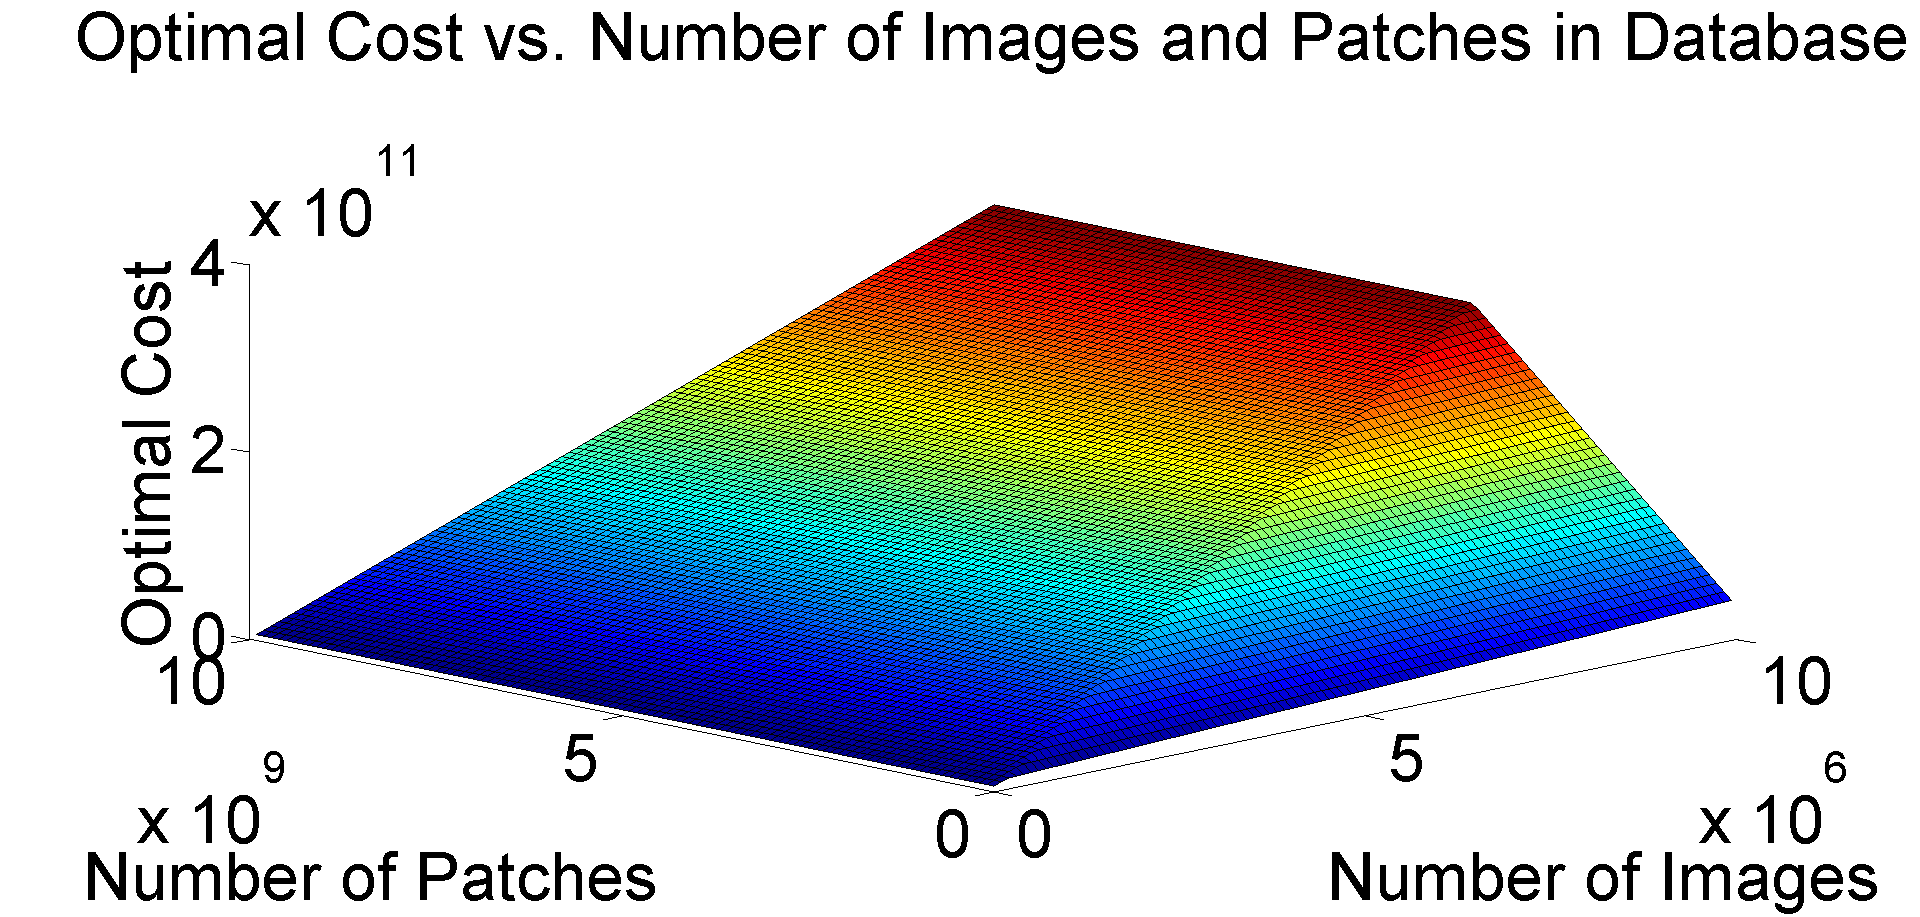 Optimal Cost vs. Number of Images and Patches in Database
x 10^11
Optimal Cost
4
2
0
10
5
0
0
5
10
x 10^9
x 10^6
Number of Patches
Number of Images